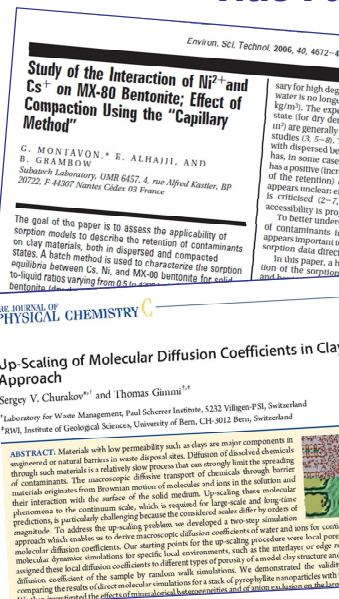 Environ. Sci. Technol. 2006, 40, 4672-4
Study of the Interaction of Ni2+ and
Cs+ on MX-80 Bentonite; Effect of
Compaction Using the "Capillary
Method"
G. MONTAVON,* E. ALHAJJI, AND
B. GRAMBOW
Subatech Laboratory, UMR 6457, 4, rue Alfred Kastler, BP
20722, F-44307 Nantes Cédex 03 France
The goal of the paper is to assess the applicability of
sorption models to describe the retention of contaminants
on clay materials, both in dispersed and compacted
states. A batch method is used to characterize the sorption
equilibria between Cs, Ni, and MX-80 bentonite for solid-
to-liquid ratios varying from 0.5 to
sary for high deg
water is no longe
kg/m3). The expe
state (for dry den
m3) are generally
studies (3, 5-8).
with dispersed be
has, in some case
has a positive (incre
of the retention)
appears unclear; e
is criticised (2-7,
accessibility is pro
To better under
of contaminants i
appears important t
sorption data direct
In this paper, a
tion of the sorption
THE JOURNAL OF
PHYSICAL CHEMISTRY C
Up-Scaling of Molecular Diffusion Coefficients in Clay
Approach
Sergey V. Churakov*,† and Thomas Gimmi†,‡
†Laboratory for Waste Management, Paul Scherrer Institute, 5232 Villigen-PSI, Switzerland
‡RWI, Institute of Geological Sciences, University of Bern, CH-3012 Bern, Switzerland
ABSTRACT: Materials with low permeability such as clays are major components in
engineered or natural barriers in waste disposal sites. Diffusion of dissolved chemicals
through such materials is a relatively slow process that can strongly limit the spreading
of contaminants. The macroscopic diffusive transport of chemicals through barrier
materials originates from Brownian motion of molecules and ions in the solution and
their interaction with the surface of the solid medium. Up-scaling these molecular
phenomena to the continuum scale, which is required for large-scale and long-time
predictions, is particularly challenging because the considered scales differ by orders of
magnitude. To address the up-scaling problem we developed a two-step simulation
approach which enables us to derive macroscopic diffusion coefficients of water and ions for
molecular diffusion coefficients. Our starting points for the upscaling procedure were local
molecular dynamics simulations for specific local environments, such as the interlayer or edge
assigned these local diffusion coefficients to different types of porosity of a model clay structure and
diffusion coefficient of the sample by random walk simulations. We demonstrated the
comparing the results of direct molecular simulations for a stack of pyrophyllite nanoparticles with
investigated the effects of mineralogical heterogeneities and of anion exclusion on the